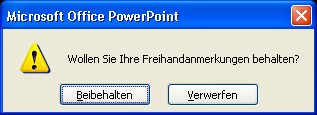 Microsoft Office PowerPoint
Wollen Sie Ihre Freihandanmerkungen behalten?
Beibehalten Verwerfen